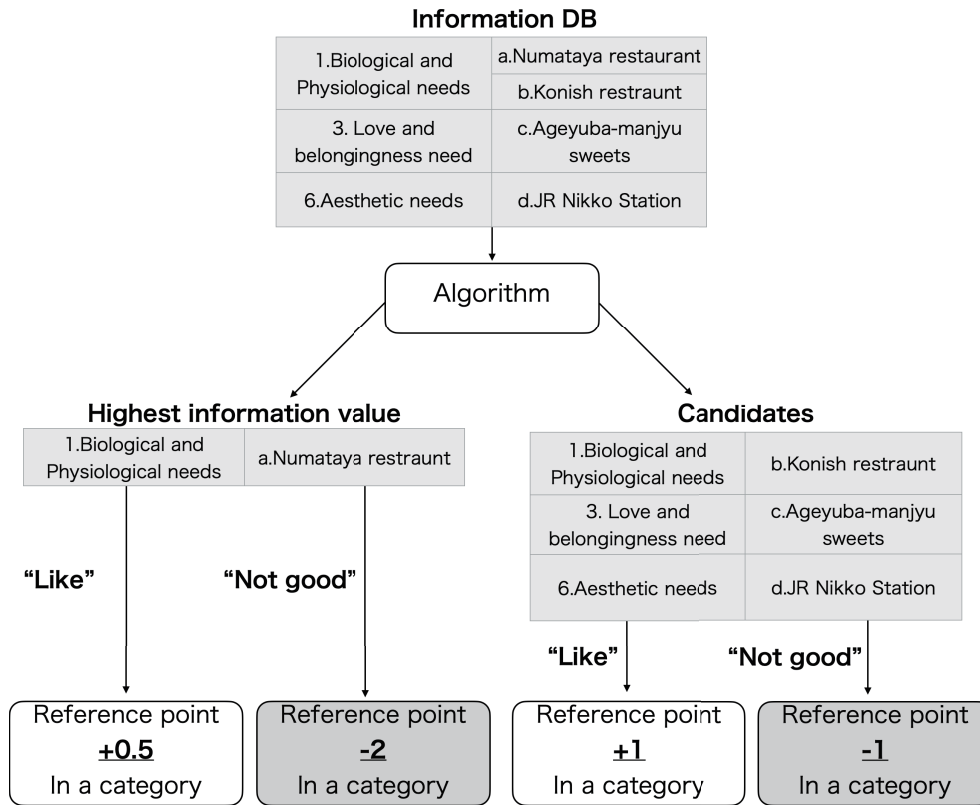 Information DB
1.Biological and
Physiological needs
a.Numataya restaurant
b.Konish restraunt
3. Love and
belongingness need
c.Ageyuba-manjyu
sweets
6.Aesthetic needs
d.JR Nikko Station
Algorithm
Highest information value
1.Biological and
Physiological needs
a.Numataya restraunt
Candidates
1.Biological and
Physiological needs
b.Konish restraunt
3. Love and
belongingness need
c.Ageyuba-manjyu
sweets
6.Aesthetic needs
d.JR Nikko Station
“Like”
“Not good”
“Like”
“Not good”
Reference point
+0.5
In a category
Reference point
-2
In a category
Reference point
+1
In a category
Reference point
-1
In a category